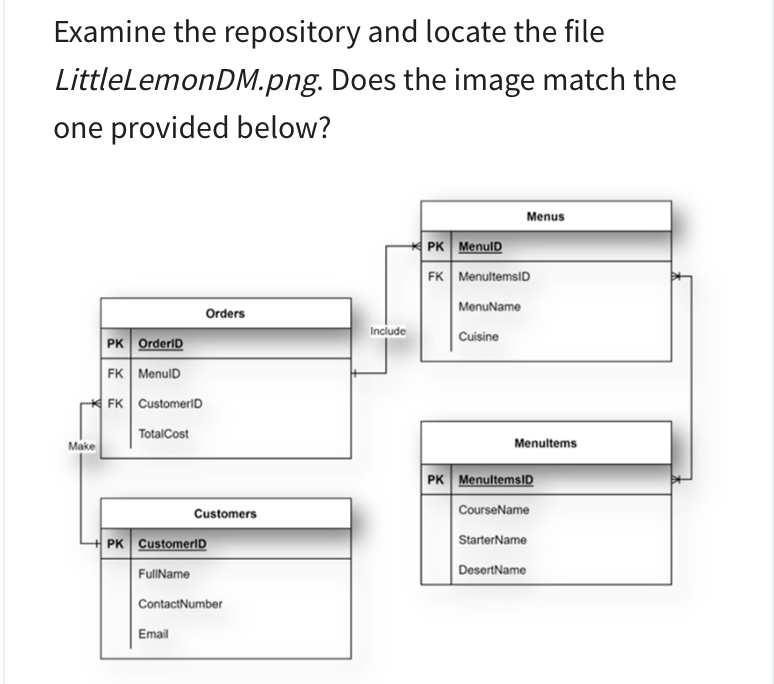 Examine the repository and locate the file
LittleLemonDM.png. Does the image match the
one provided below?
Menus
PK MenuID
FK MenuItemsID
MenuName
Cuisine
Include
Orders
PK OrderID
FK MenuID
FK CustomerID
TotalCost
Make
Customers
PK CustomerID
FullName
ContactNumber
Email
MenuItems
PK MenuItemsID
CourseName
StarterName
DesertName